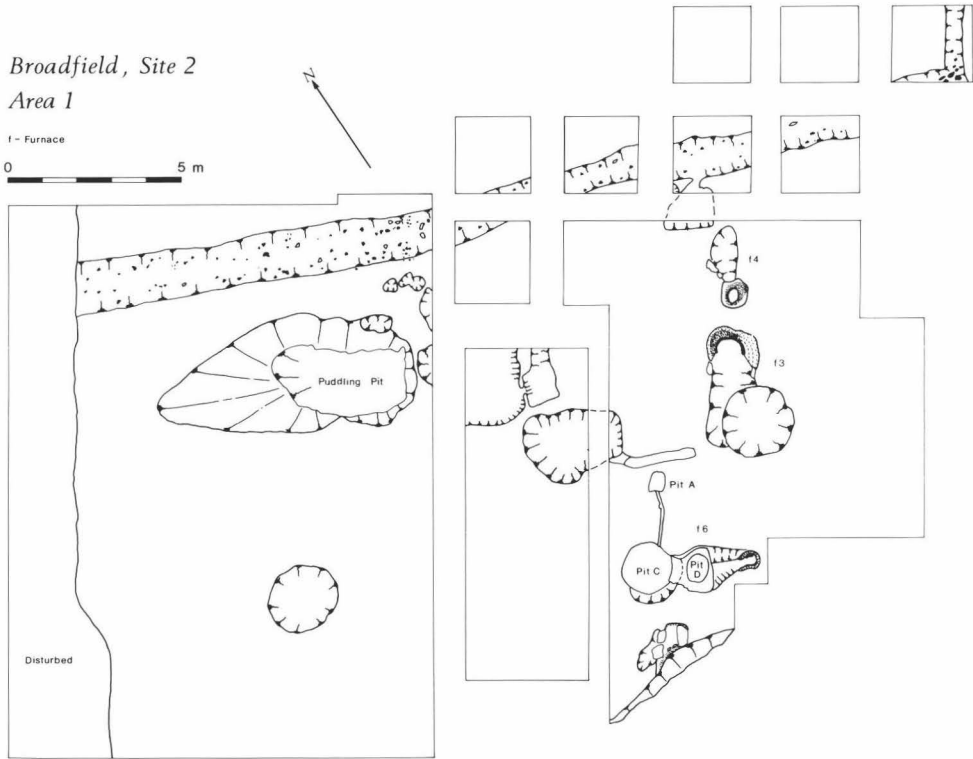 Broadfield, Site 2
Area 1
f - Furnace
0 5 m
N
f4
Puddling Pit
f3
Pit A
f6
Pit C
Pit
D
Disturbed